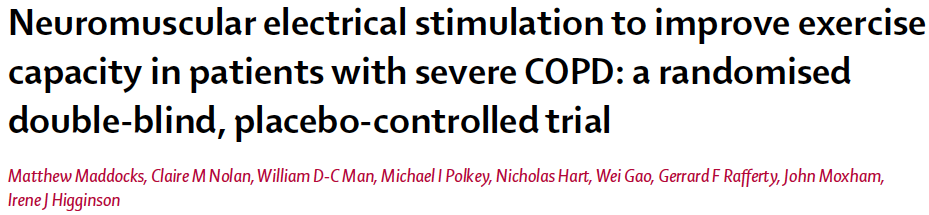 Neuromuscular electrical stimulation to improve exercise
capacity in patients with severe COPD: a randomised
double-blind, placebo-controlled trial
Matthew Maddocks, Claire M Nolan, William D-C Man, Michael I Polkey, Nicholas Hart, Wei Gao, Gerrard F Rafferty, John Moxham,
Irene J Higginson